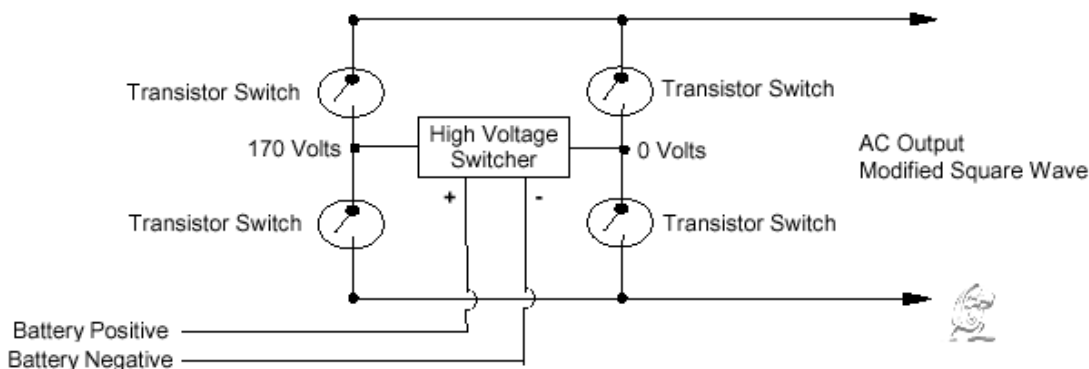 Transistor Switch
Transistor Switch
170 Volts
High Voltage
Switcher
0 Volts
AC Output
Modified Square Wave
+
-
Transistor Switch
Transistor Switch
Battery Positive
Battery Negative